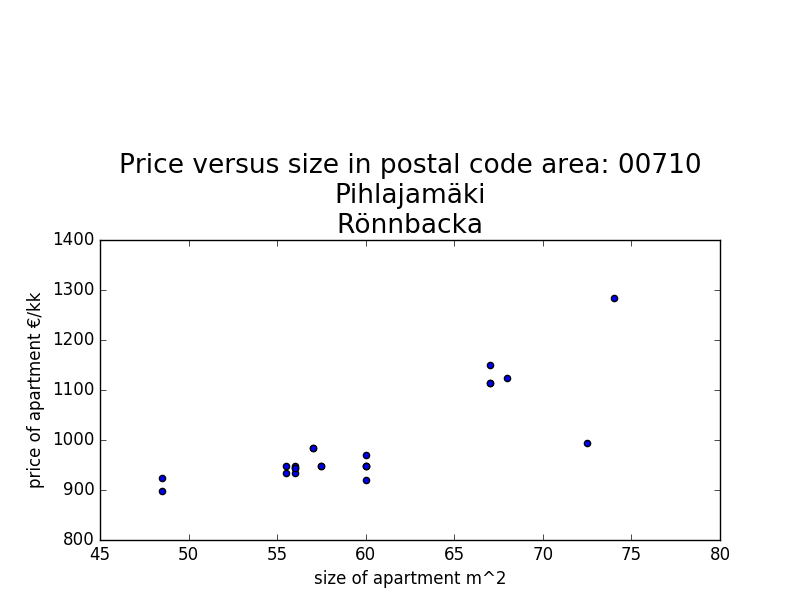 Price versus size in postal code area: 00710
Pihlajamäki
Rönnbacka
1400
1300
1200
1100
1000
900
800
price of apartment €/kk
45 50 55 60 65 70 75 80
size of apartment m^2